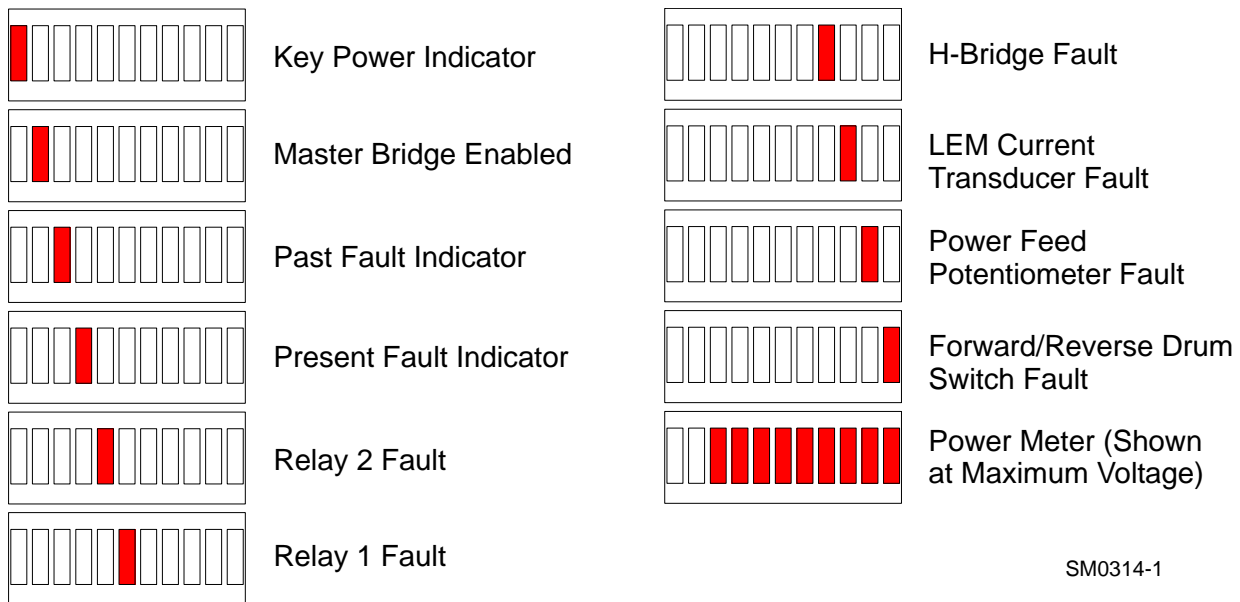 Key Power Indicator
Master Bridge Enabled
Past Fault Indicator
Present Fault Indicator
Relay 2 Fault
Relay 1 Fault
H-Bridge Fault
LEM Current
Transducer Fault
Power Feed
Potentiometer Fault
Forward/Reverse Drum
Switch Fault
Power Meter (Shown
at Maximum Voltage)
SM0314-1